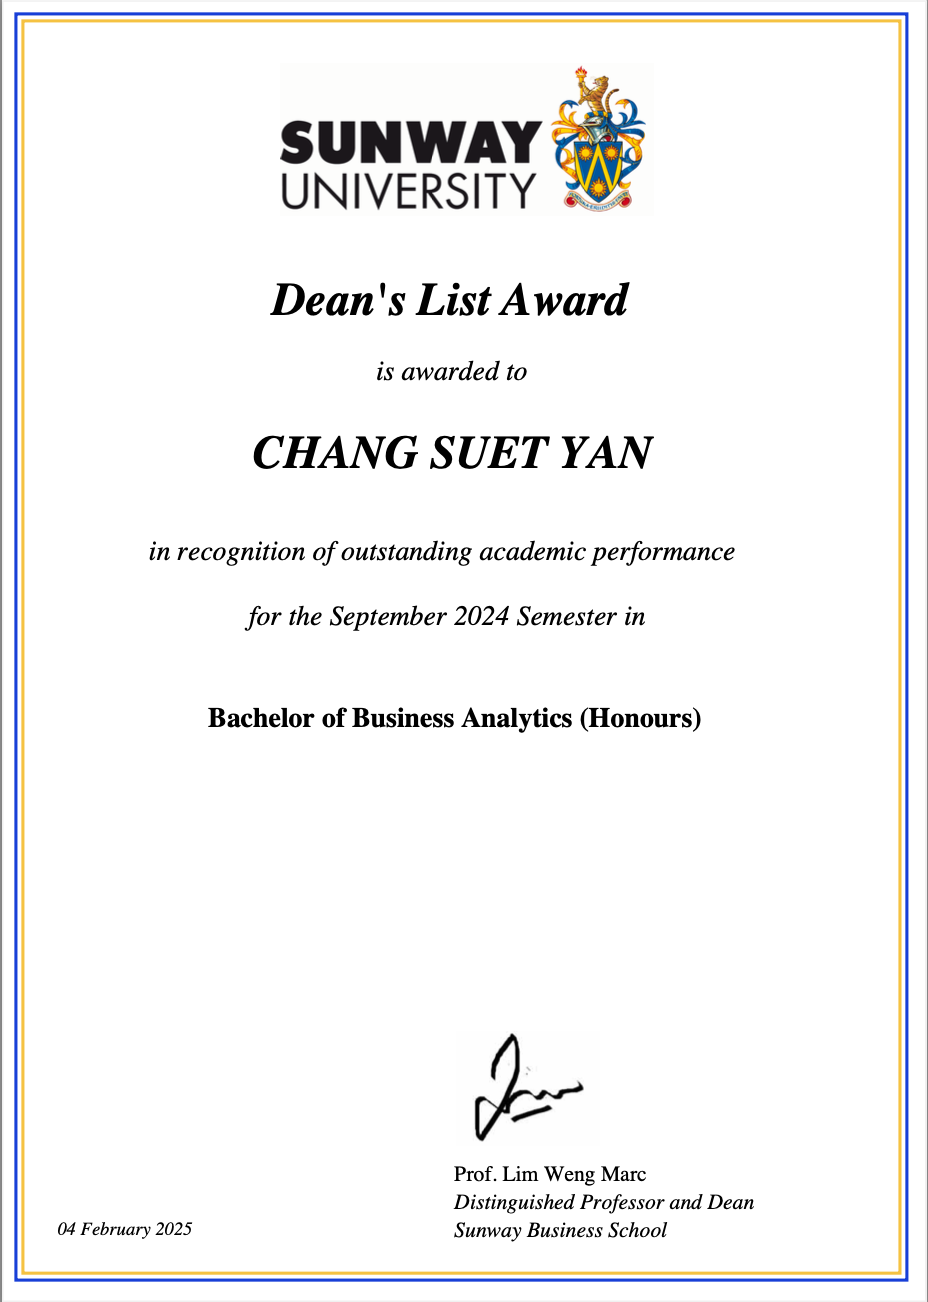 SUNWAY
UNIVERSITY
Dean's List Award
is awarded to
CHANG SUET YAN
in recognition of outstanding academic performance
for the September 2024 Semester in
Bachelor of Business Analytics (Honours)
Prof. Lim Weng Marc
Distinguished Professor and Dean
04 February 2025
Sunway Business School